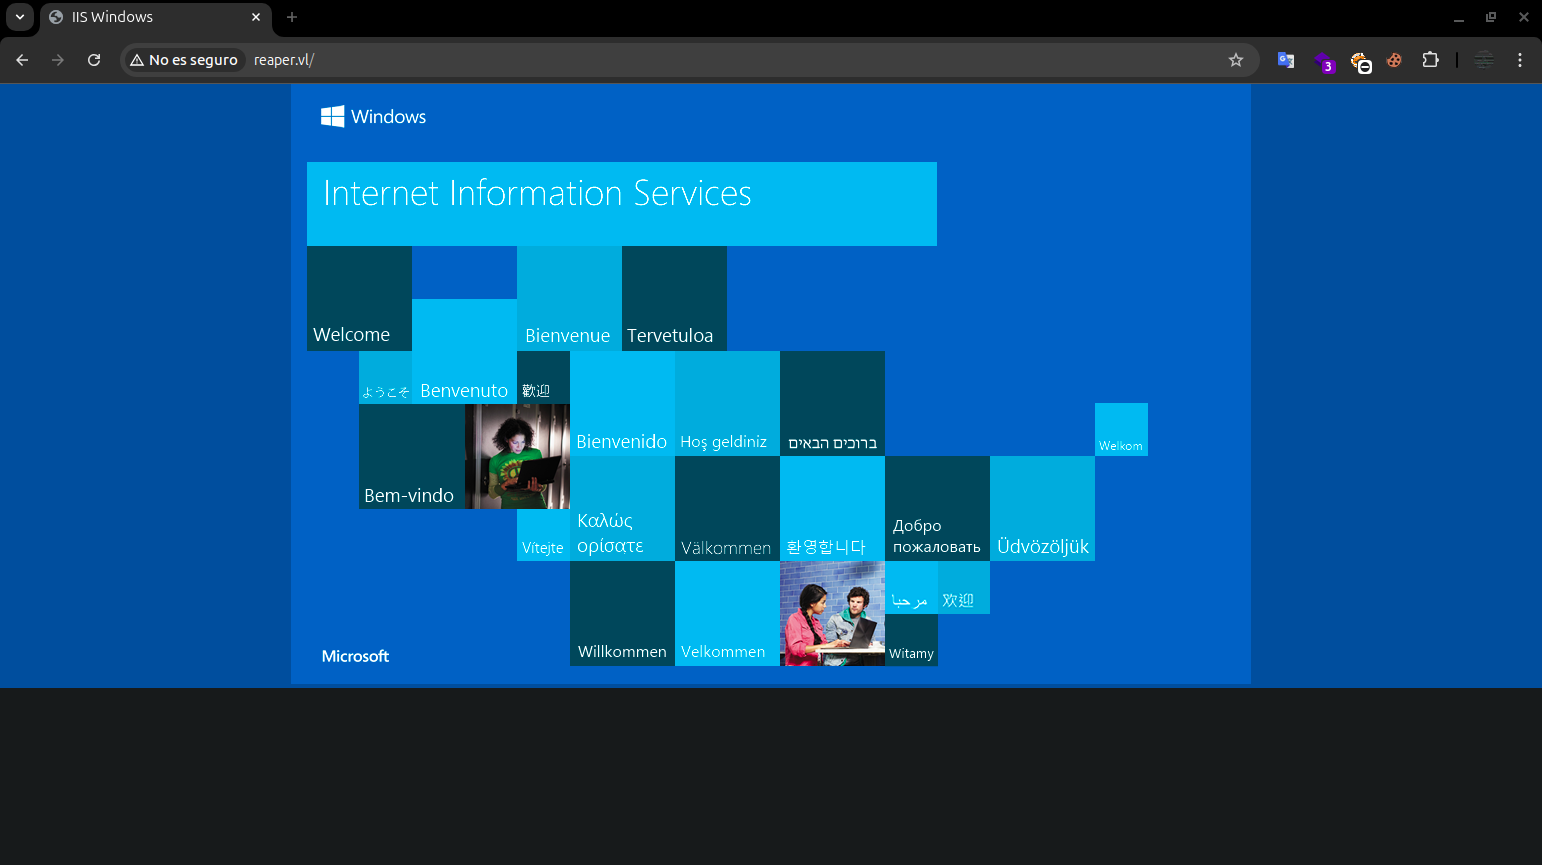 IIS Windows
No es seguro
reaper.vl/
3
Windows
Internet Information Services
Welcome
Bienvenue
Tervetuloa
ようこそ
Benvenuto
歡迎
Bienvenido
Hoş geldiniz
ברוכים הבאים
Welkom
Bem-vindo
Καλώς
ορίσατε
Vítejte
Välkommen
환영합니다
Добро
пожаловать
Üdvözöljük
مرحبا
欢迎
Microsoft
Willkommen
Velkommen
Witamy